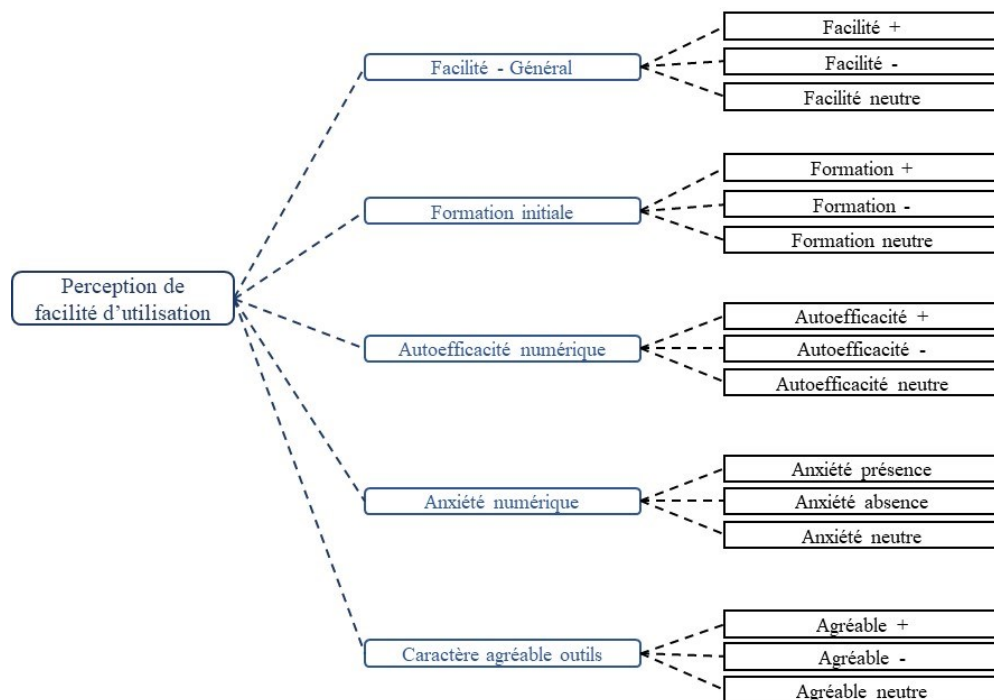 Perception de
facilité d’utilisation
Facilité - Général
Facilité +
Facilité -
Facilité neutre
Formation initiale
Formation +
Formation -
Formation neutre
Autoefficacité numérique
Autoefficacité +
Autoefficacité -
Autoefficacité neutre
Anxiété numérique
Anxiété présence
Anxiété absence
Anxiété neutre
Caractère agréable outils
Agréable +
Agréable -
Agréable neutre